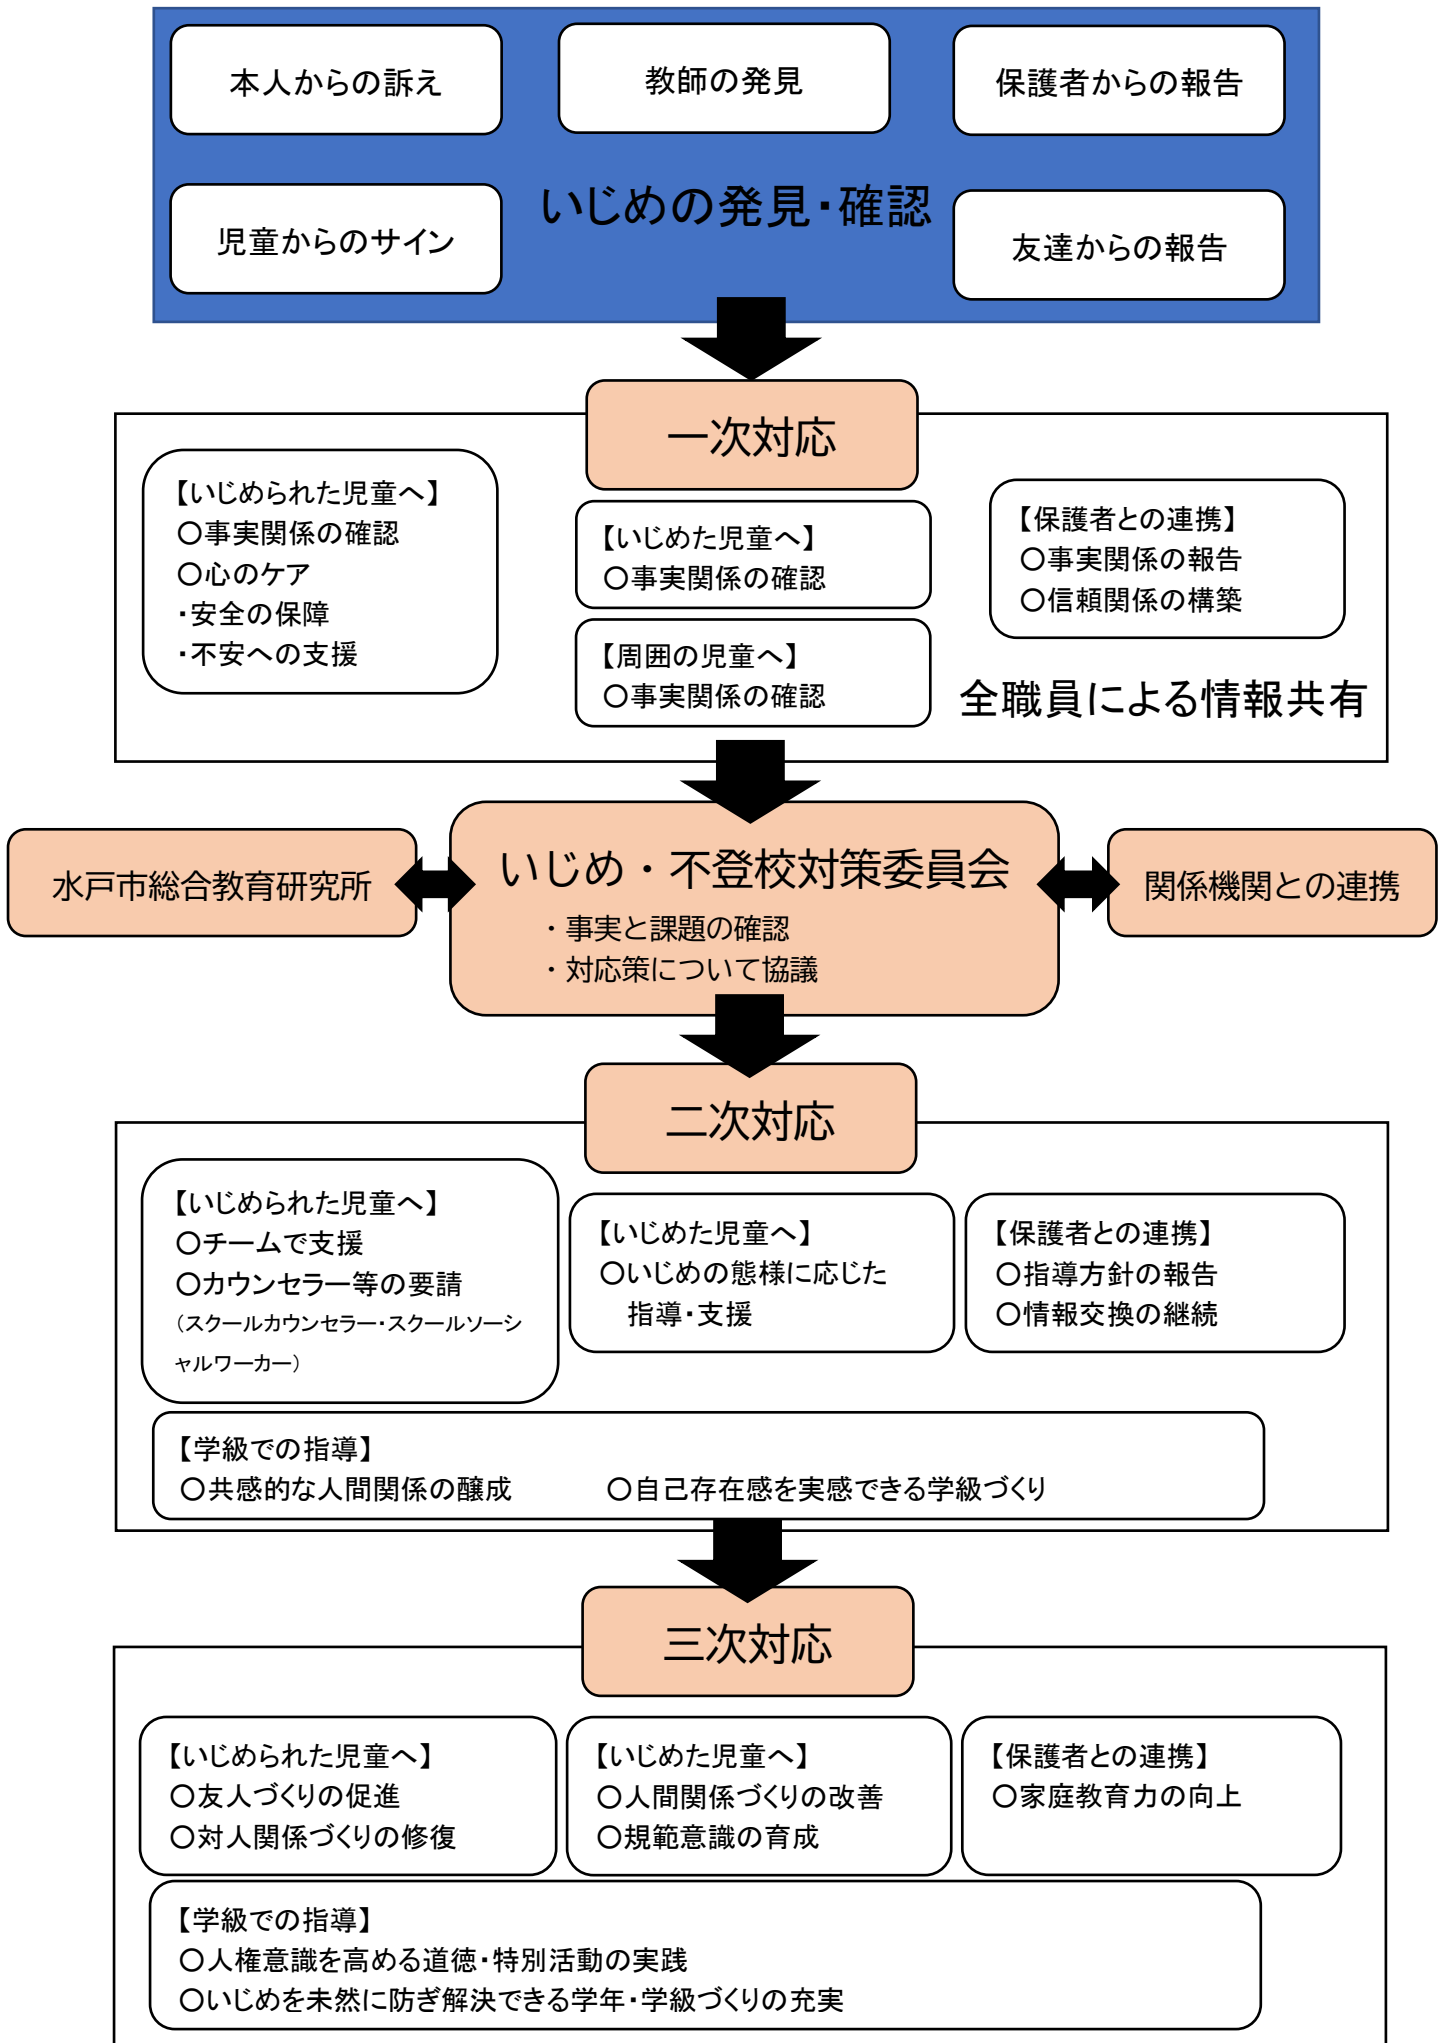 本人からの訴え
教師の発見
保護者からの報告
いじめの発見・確認
児童からのサイン
友達からの報告
一次対応
【いじめられた児童へ】
〇事実関係の確認
〇心のケア
・安全の保障
・不安への支援
【いじめた児童へ】
〇事実関係の確認
【周囲の児童へ】
〇事実関係の確認
【保護者との連携】
〇事実関係の報告
〇信頼関係の構築
全職員による情報共有
水戸市総合教育研究所
いじめ・不登校対策委員会
・事実と課題の確認
・対応策について協議
関係機関との連携
二次対応
【いじめられた児童へ】
〇チームで支援
〇カウンセラー等の要請
（スクールカウンセラー・スクールソーシ
ャルワーカー）
【いじめた児童へ】
〇いじめの態様に応じた
指導・支援
【保護者との連携】
〇指導方針の報告
〇情報交換の継続
【学級での指導】
〇共感的な人間関係の醸成　　　〇自己存在感を実感できる学級づくり
三次対応
【いじめられた児童へ】
〇友人づくりの促進
〇対人関係づくりの修復
【いじめた児童へ】
〇人間関係づくりの改善
〇規範意識の育成
【保護者との連携】
〇家庭教育力の向上
【学級での指導】
〇人権意識を高める道徳・特別活動の実践
〇いじめを未然に防ぎ解決できる学年・学級づくりの充実